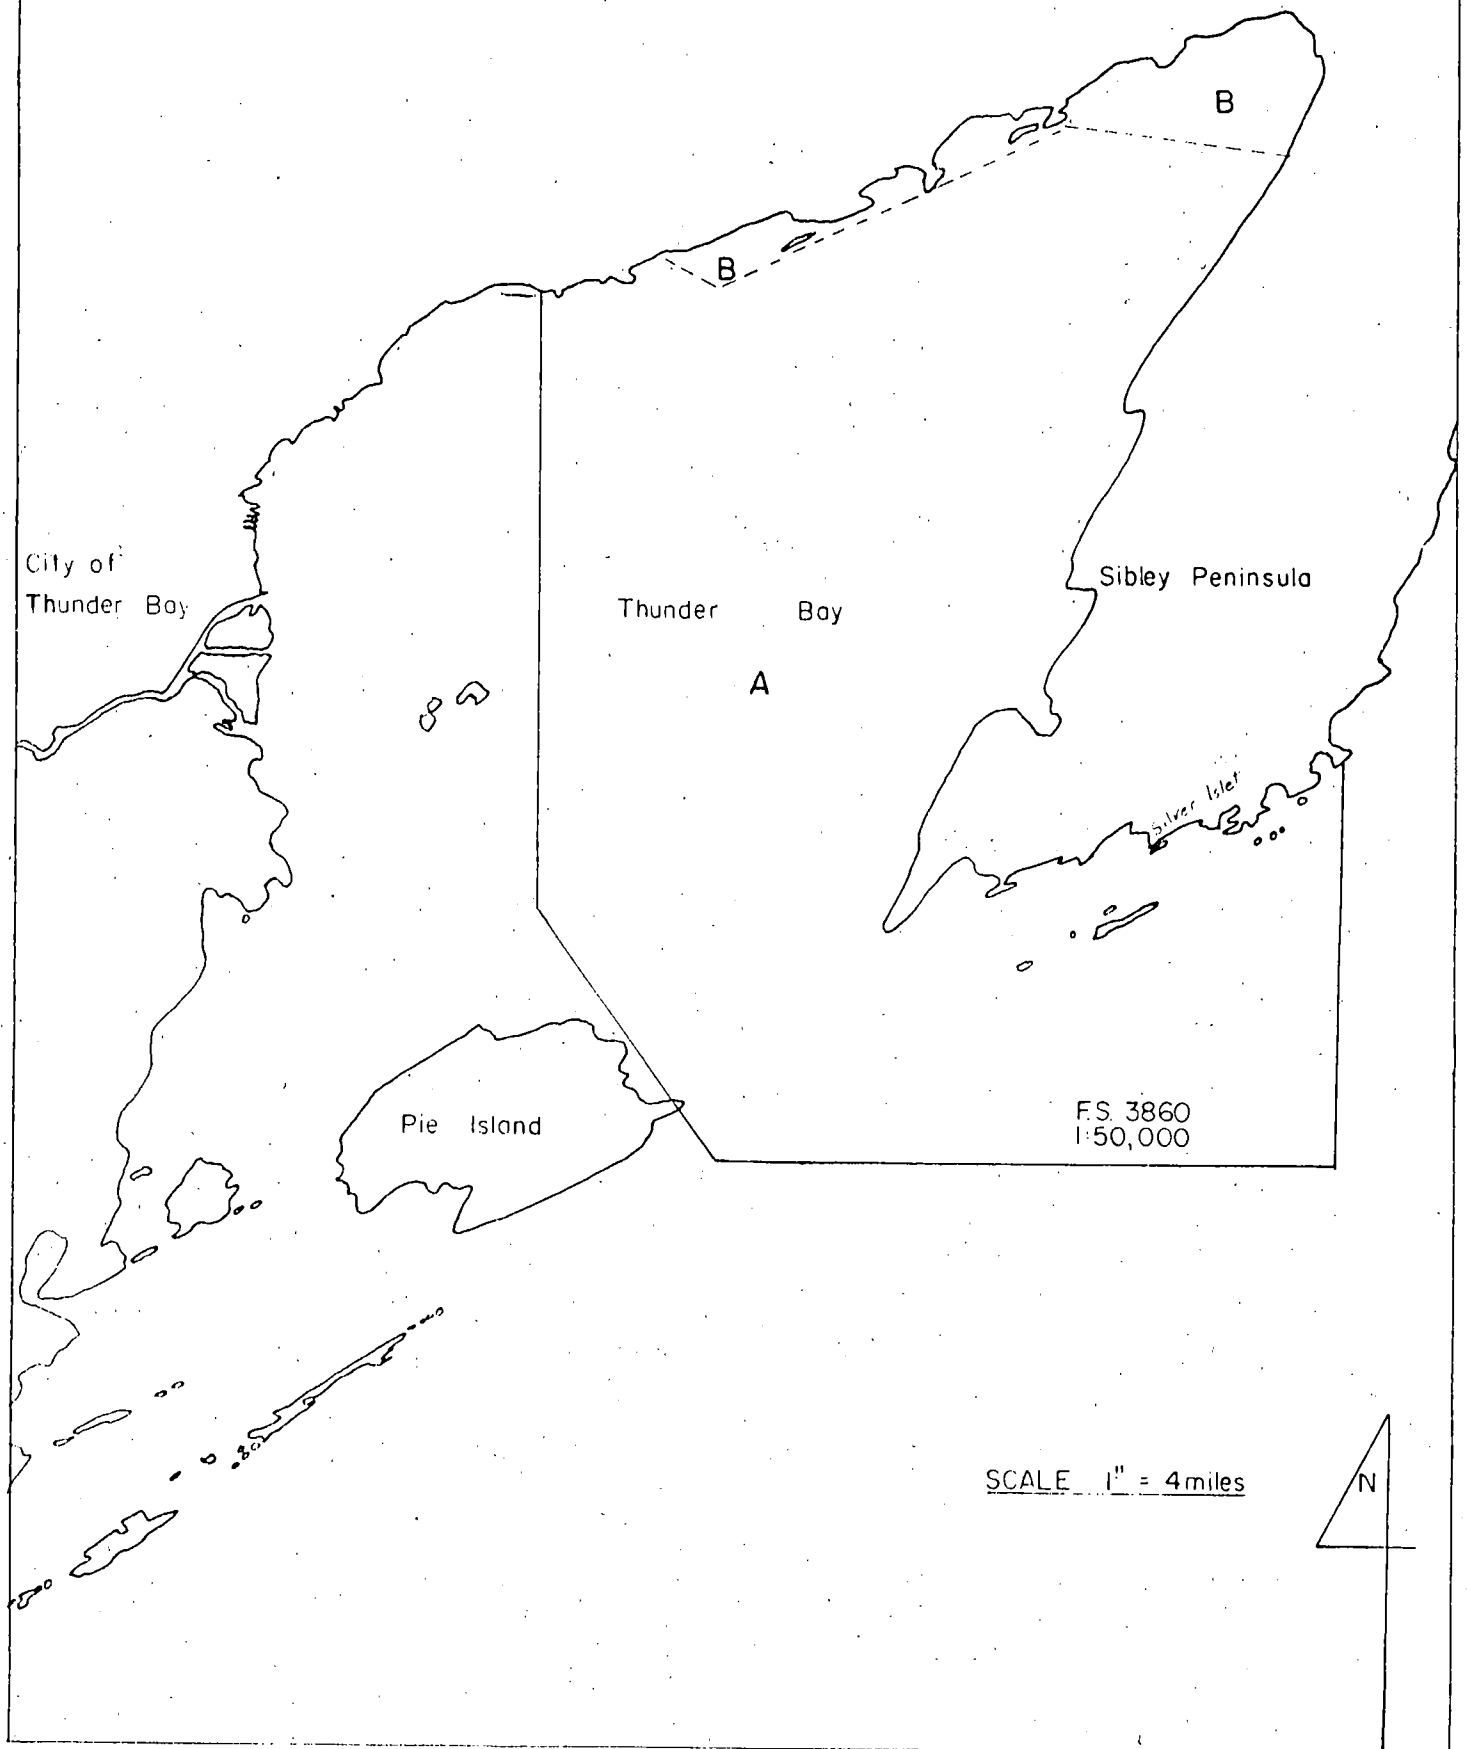 B
B
City of
Thunder Bay
Thunder Bay
Sibley Peninsula
A
Silver Islet
Pie Island
F.S. 3860
1:50,000
SCALE 1" = 4 miles
N